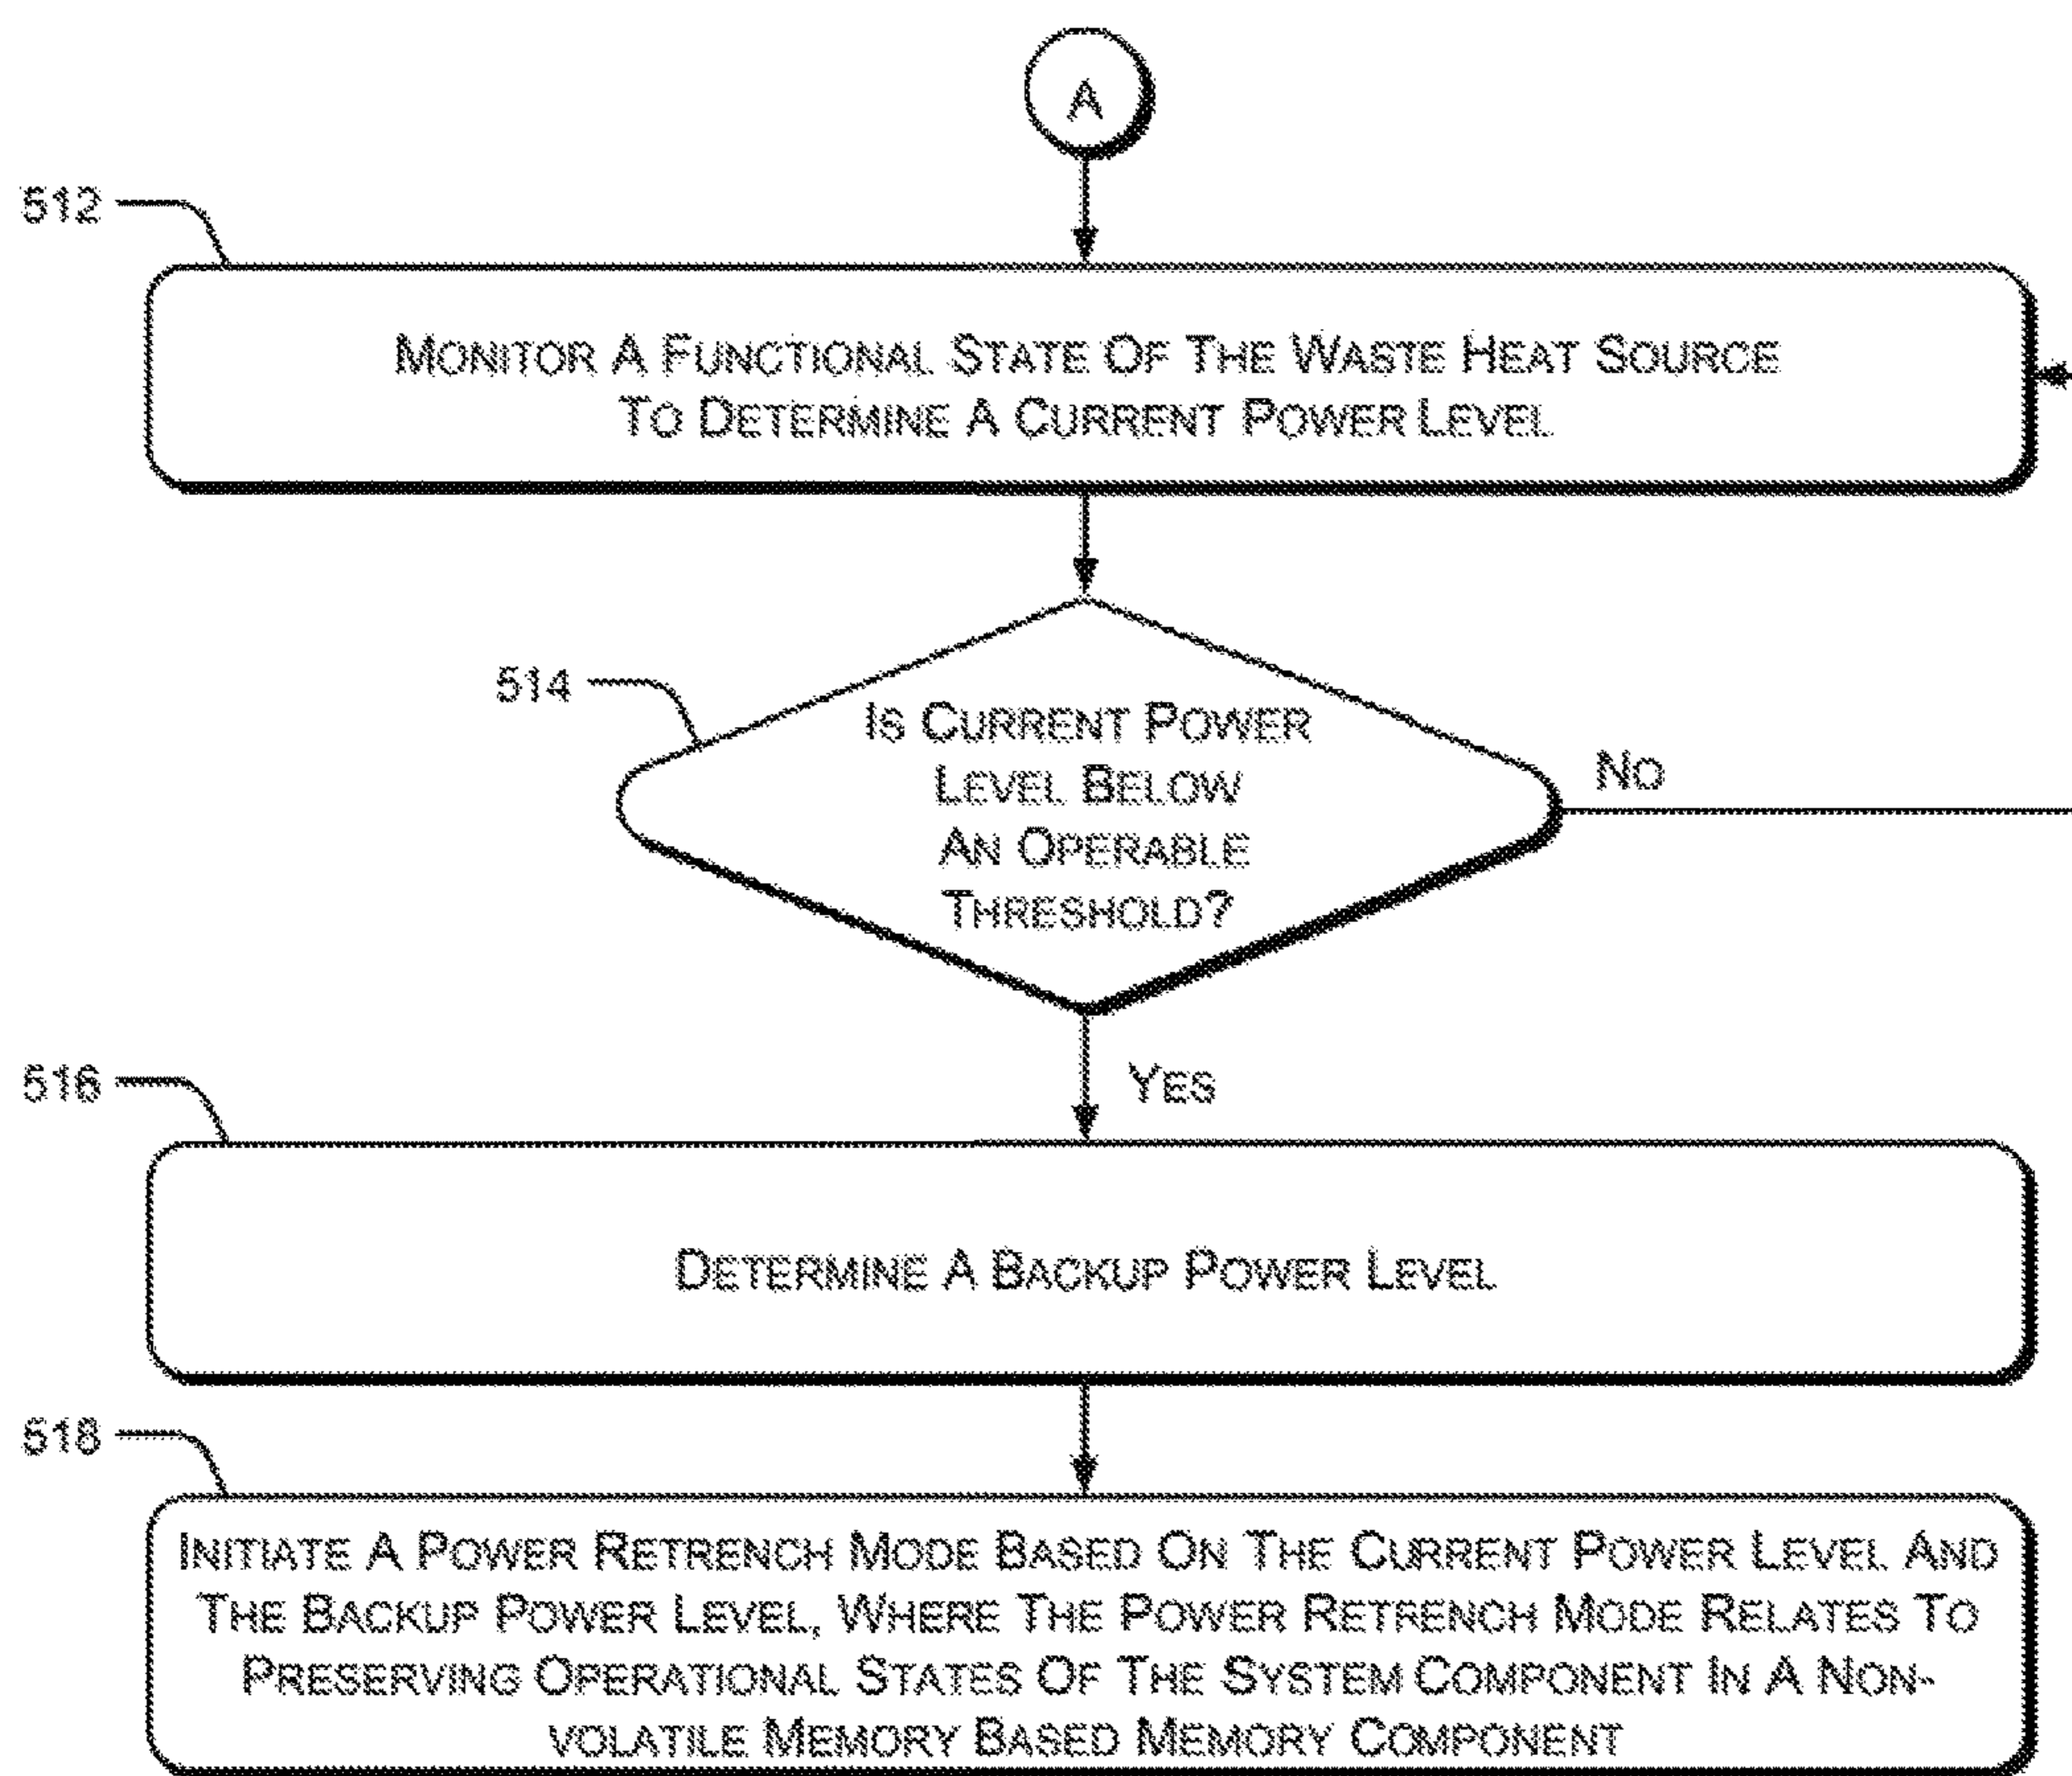 A
512
MONITOR A FUNCTIONAL STATE OF THE WASTE HEAT SOURCE
TO DETERMINE A CURRENT POWER LEVEL
514
IS CURRENT POWER
LEVEL BELOW
AN OPERABLE
THRESHOLD?
NO
YES
516
DETERMINE A BACKUP POWER LEVEL
518
INITIATE A POWER RETRENCH MODE BASED ON THE CURRENT POWER LEVEL AND
THE BACKUP POWER LEVEL, WHERE THE POWER RETRENCH MODE RELATES TO
PRESERVING OPERATIONAL STATES OF THE SYSTEM COMPONENT IN A NON-
VOLATILE MEMORY BASED MEMORY COMPONENT